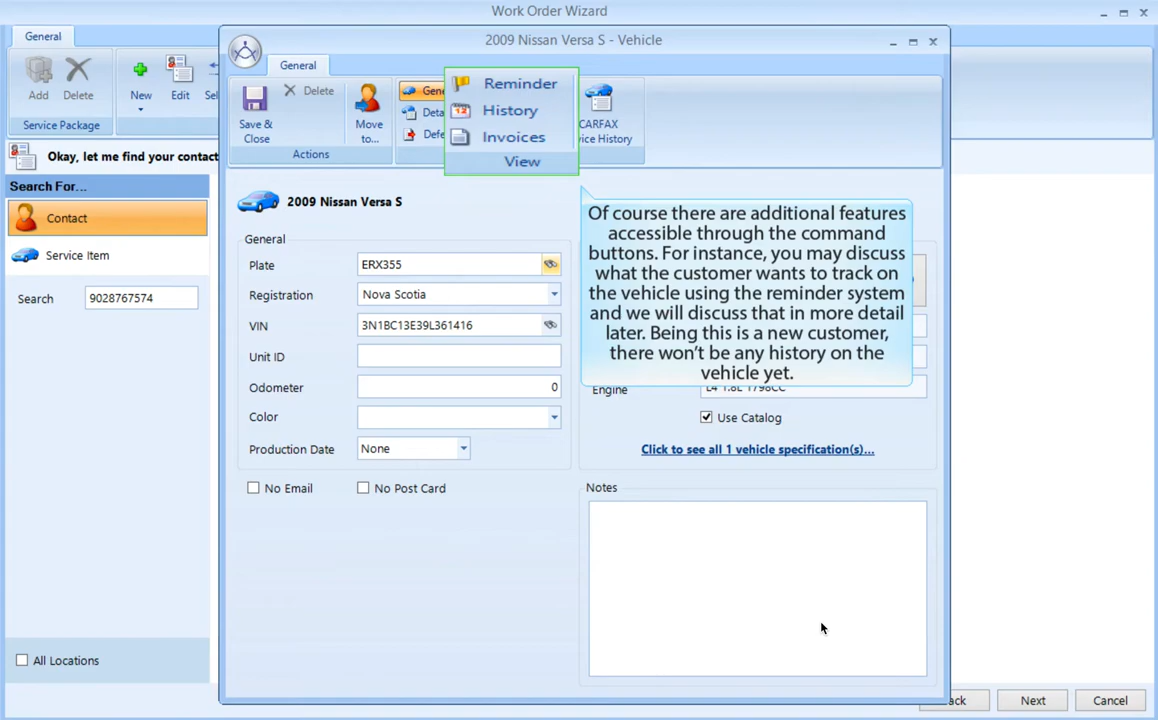 Work Order Wizard
General
Add
Delete
New
Edit
Service Package
2009 Nissan Versa S - Vehicle
General
Save & Close
Delete
Move to...
Actions
Reminder
History
Invoices
View
CARFAX
Okay, let me find your contact
Search For...
Contact
Service Item
Search 9028767574
All Locations
2009 Nissan Versa S
General
Plate ERX355
Registration Nova Scotia
VIN 3N1BC13E39L361416
Unit ID
Odometer 0
Color
Production Date None
No Email No Post Card
Of course there are additional features
accessible through the command
buttons. For instance, you may discuss
what the customer wants to track on
the vehicle using the reminder system
and we will discuss that in more detail
later. Being this is a new customer,
there won't be any history on the
vehicle yet.
Engine L4 1.8L 1798CC
Use Catalog
Click to see all 1 vehicle specification(s)...
Notes
Next
Cancel